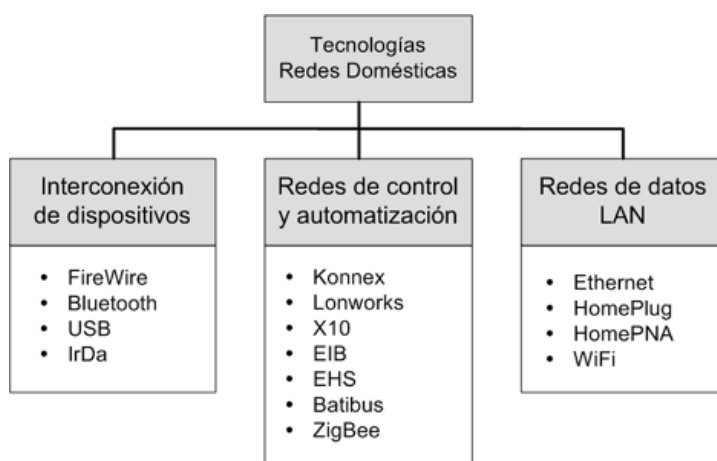 Tecnologías
Redes Domésticas
Interconexión
de dispositivos
• FireWire
• Bluetooth
• USB
• IrDa
Redes de control
y automatización
• Konnex
• Lonworks
• X10
• EIB
• EHS
• Batibus
• ZigBee
Redes de datos
LAN
• Ethernet
• HomePlug
• HomePNA
• WiFi